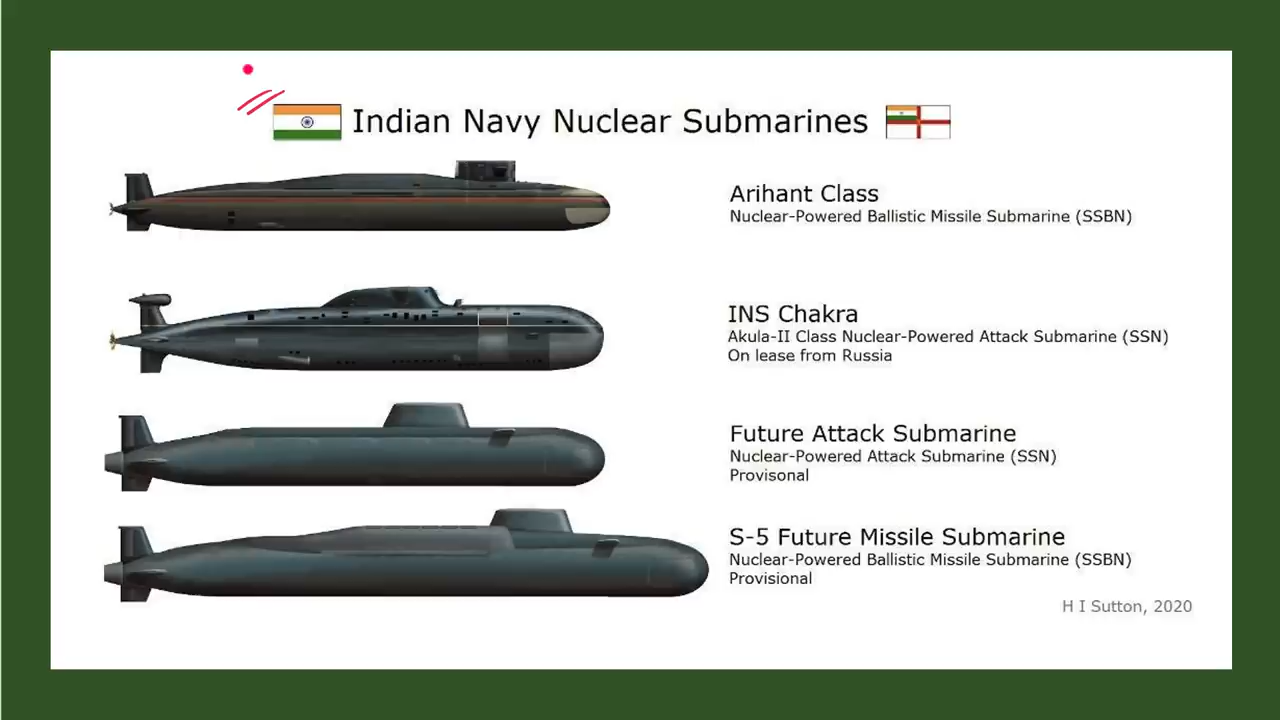 Indian Navy Nuclear Submarines
Arihant Class
Nuclear-Powered Ballistic Missile Submarine (SSBN)
INS Chakra
Akula-II Class Nuclear-Powered Attack Submarine (SSN)
On lease from Russia
Future Attack Submarine
Nuclear-Powered Attack Submarine (SSN)
Provisonal
S-5 Future Missile Submarine
Nuclear-Powered Ballistic Missile Submarine (SSBN)
Provisional
H I Sutton, 2020